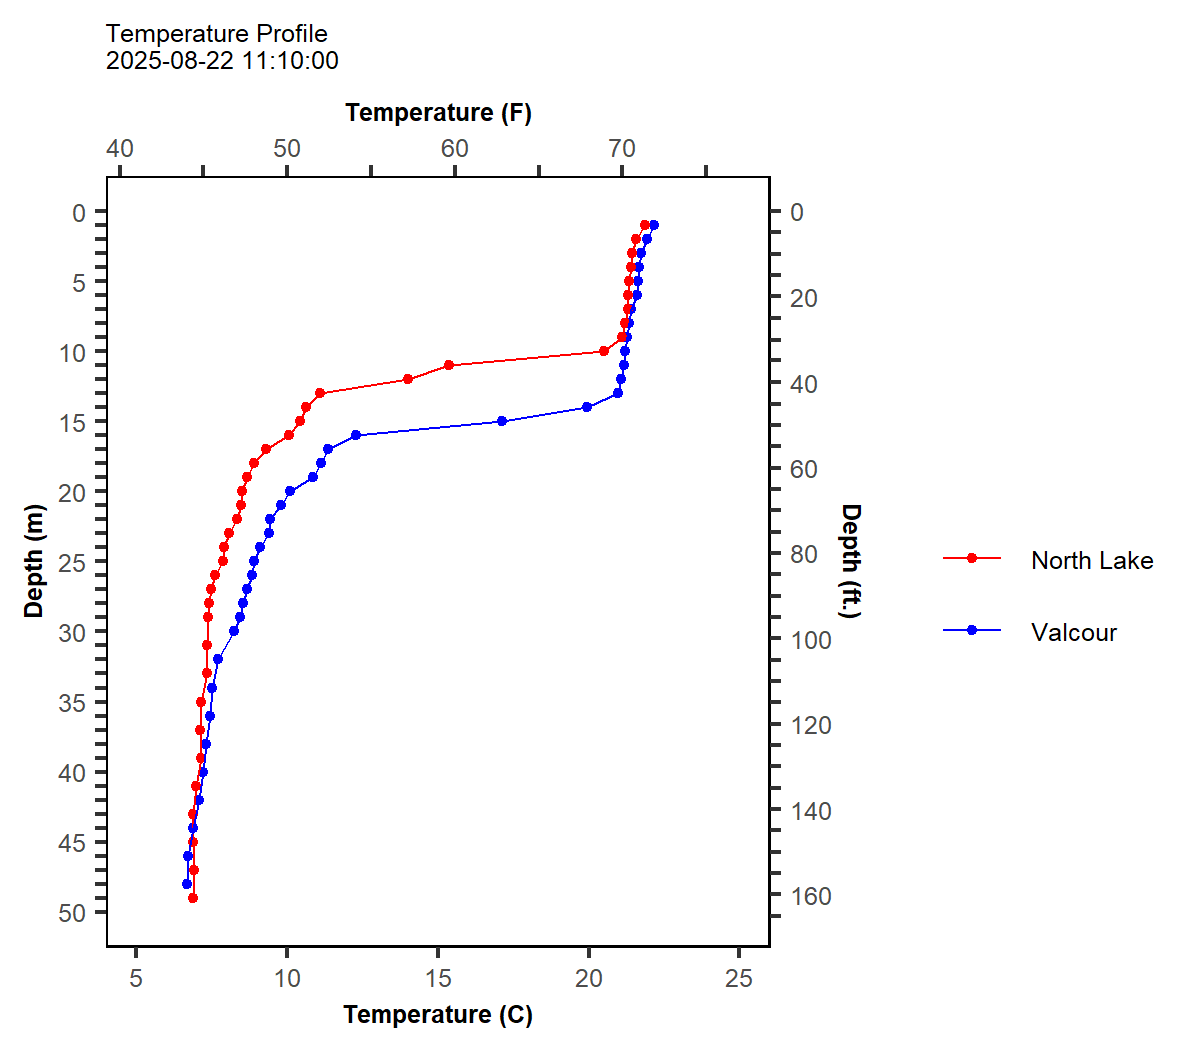 Temperature Profile
2025-08-22 11:10:00
Temperature (F)
40 50 60 70
0
5
10
15
20
25
30
35
40
45
50
Depth (m)
0
20
40
60
80
100
120
140
160
Depth (ft.)
North Lake
Valcour
5 10 15 20 25
Temperature (C)